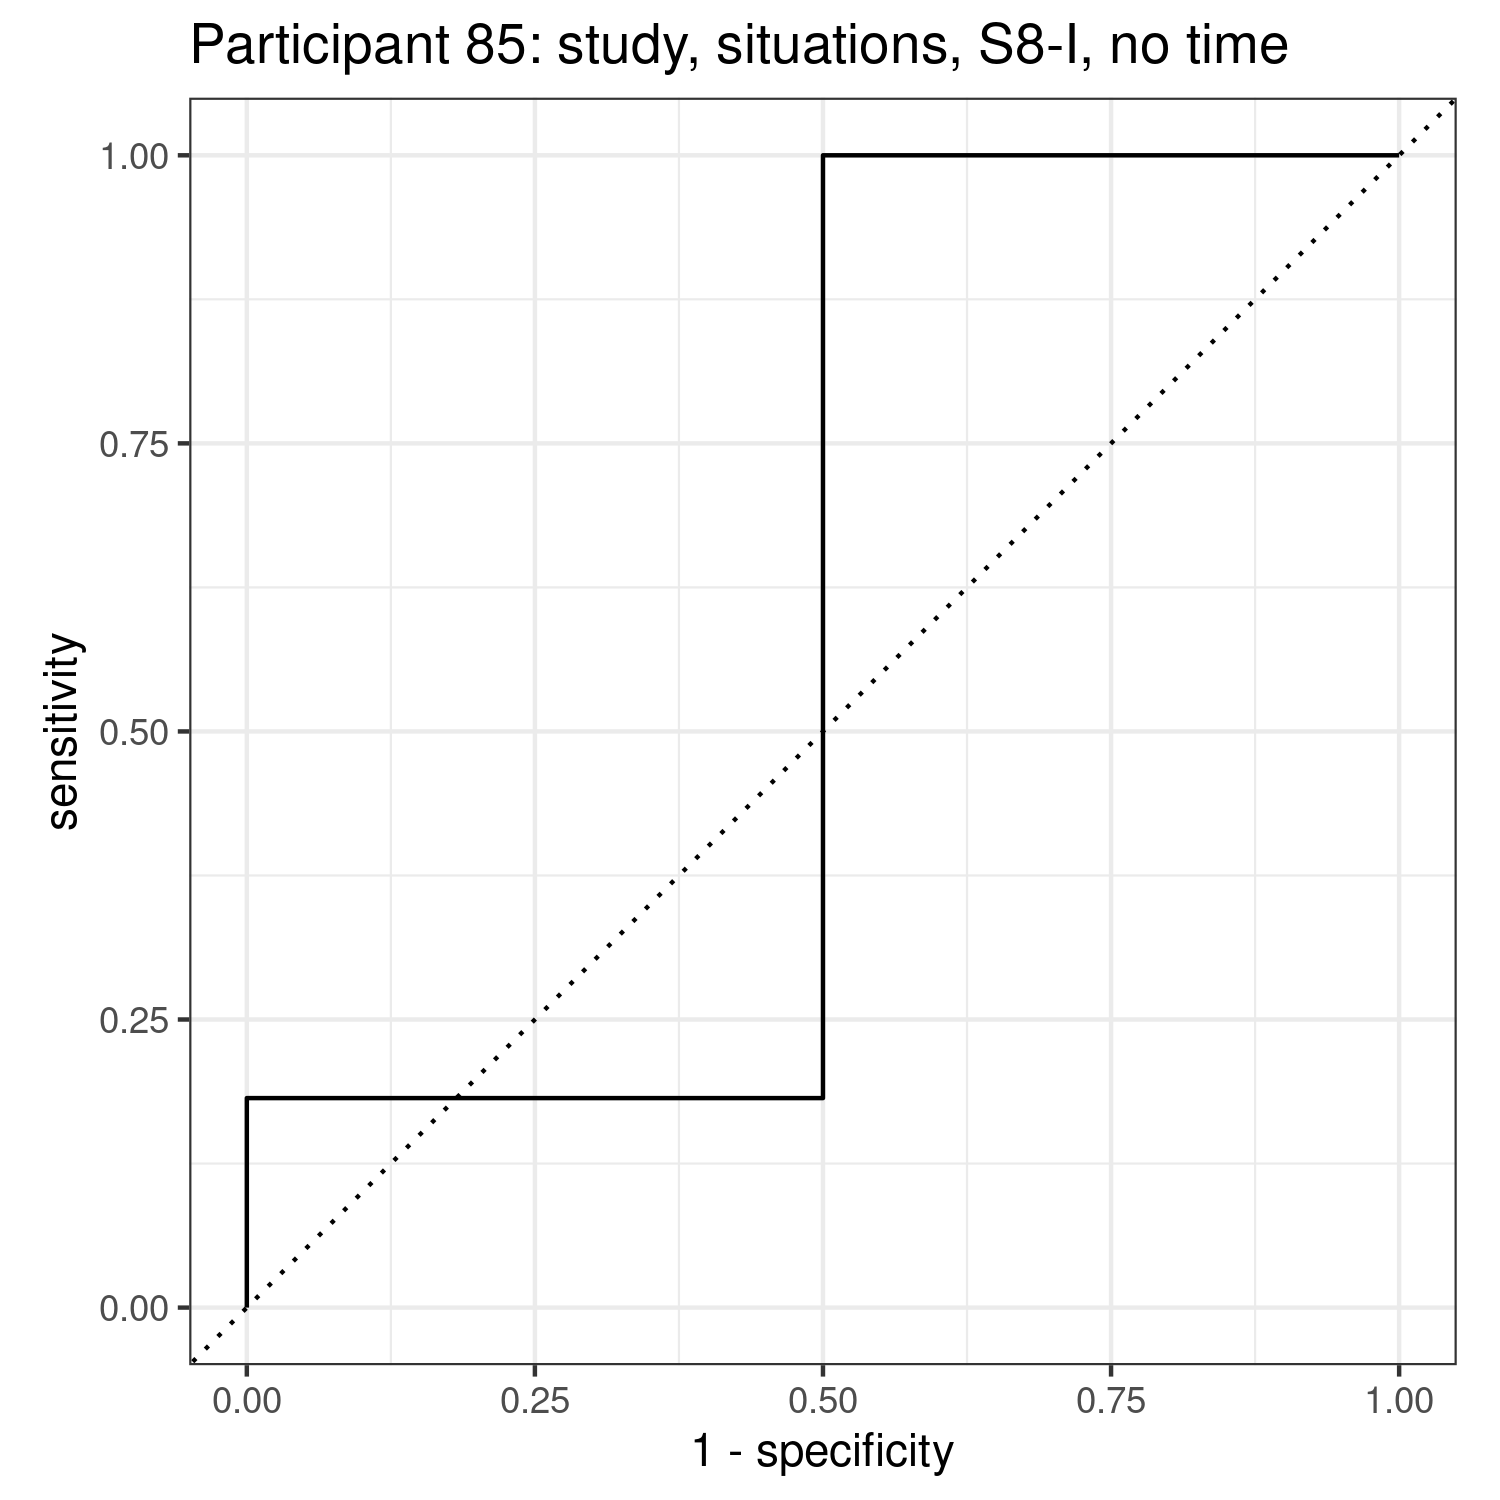 Participant 85: study, situations, S8-I, no time
1.00
0.75
0.50
0.25
0.00
sensitivity
0.00 0.25 0.50 0.75 1.00
1 - specificity